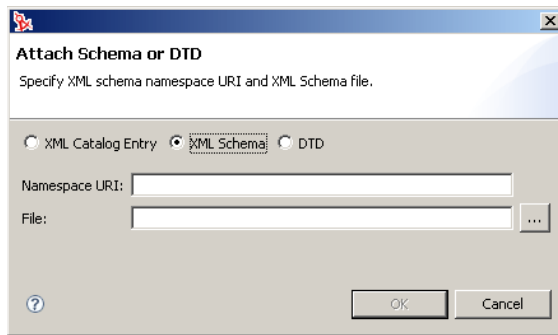 Attach Schema or DTD
Specify XML schema namespace URI and XML Schema file.
XML Catalog Entry XML Schema DTD
Namespace URI:
File: ...
? OK Cancel